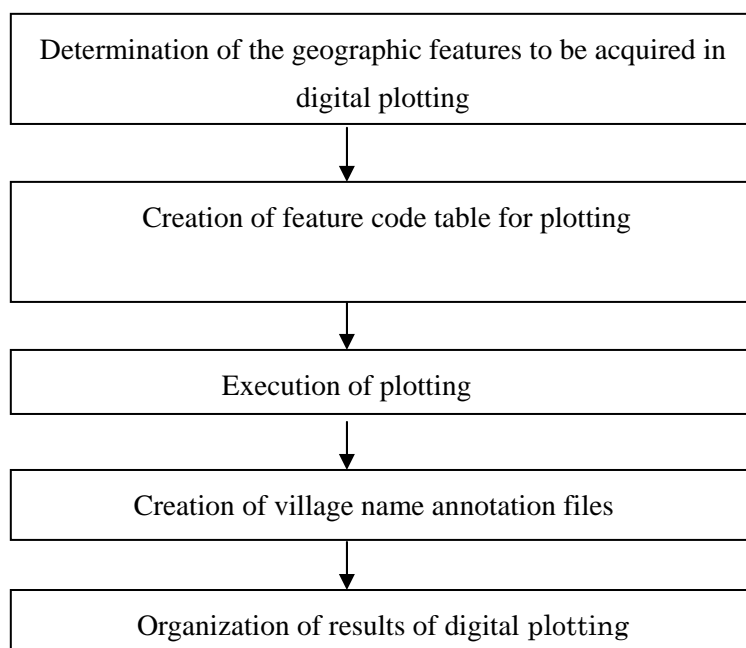 Determination of the geographic features to be acquired in
digital plotting
Creation of feature code table for plotting
Execution of plotting
Creation of village name annotation files
Organization of results of digital plotting